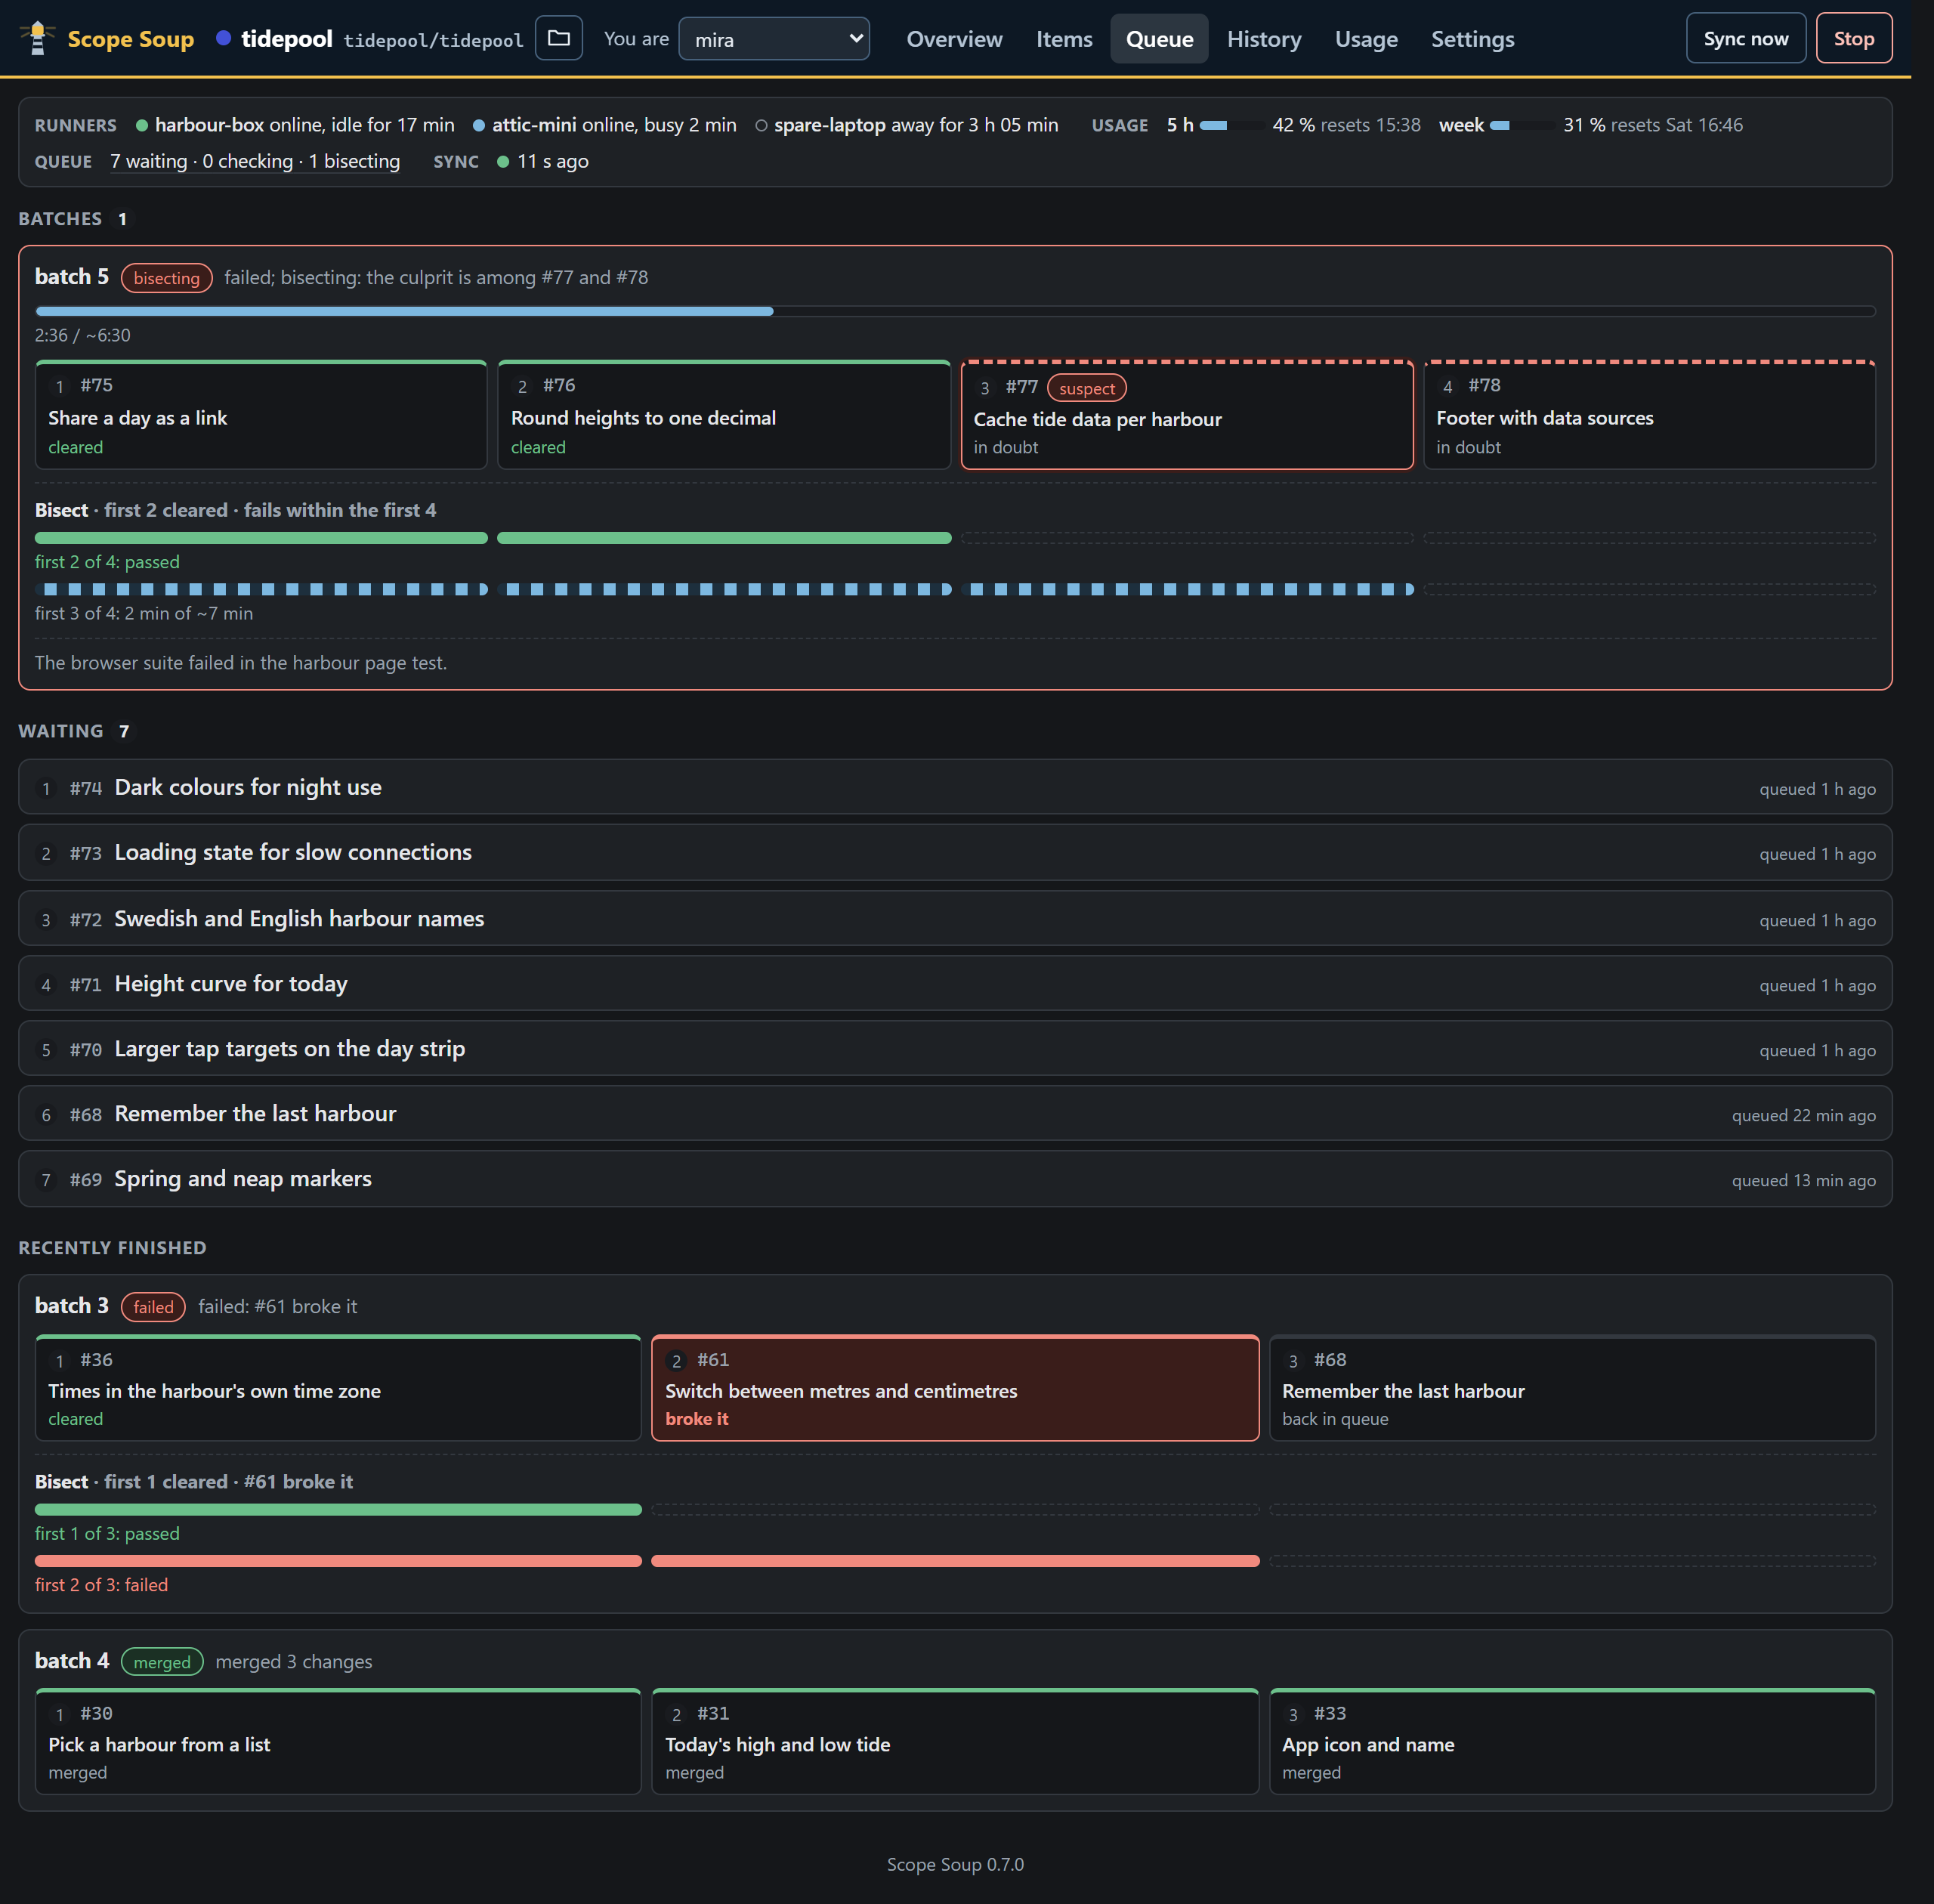 Scope Soup tidepool tidepool/tidepool You are mira Overview Items Queue History Usage Settings Sync now Stop
RUNNERS harbour-box online, idle for 17 min attic-mini online, busy 2 min spare-laptop away for 3 h 05 min USAGE 5 h 42 % resets 15:38 week 31 % resets Sat 16:46
QUEUE 7 waiting · 0 checking · 1 bisecting SYNC 11 s ago
BATCHES 1
batch 5 bisecting failed; bisecting: the culprit is among #77 and #78
2:36 / ~6:30
1 #75
Share a day as a link
cleared
2 #76
Round heights to one decimal
cleared
3 #77 suspect
Cache tide data per harbour
in doubt
4 #78
Footer with data sources
in doubt
Bisect · first 2 cleared · fails within the first 4
first 2 of 4: passed
first 3 of 4: 2 min of ~7 min
The browser suite failed in the harbour page test.
WAITING 7
1 #74 Dark colours for night use queued 1 h ago
2 #73 Loading state for slow connections queued 1 h ago
3 #72 Swedish and English harbour names queued 1 h ago
4 #71 Height curve for today queued 1 h ago
5 #70 Larger tap targets on the day strip queued 1 h ago
6 #68 Remember the last harbour queued 22 min ago
7 #69 Spring and neap markers queued 13 min ago
RECENTLY FINISHED
batch 3 failed failed: #61 broke it
1 #36
Times in the harbour's own time zone
cleared
2 #61
Switch between metres and centimetres
broke it
3 #68
Remember the last harbour
back in queue
Bisect · first 1 cleared · #61 broke it
first 1 of 3: passed
first 2 of 3: failed
batch 4 merged merged 3 changes
1 #30
Pick a harbour from a list
merged
2 #31
Today's high and low tide
merged
3 #33
App icon and name
merged
Scope Soup 0.7.0